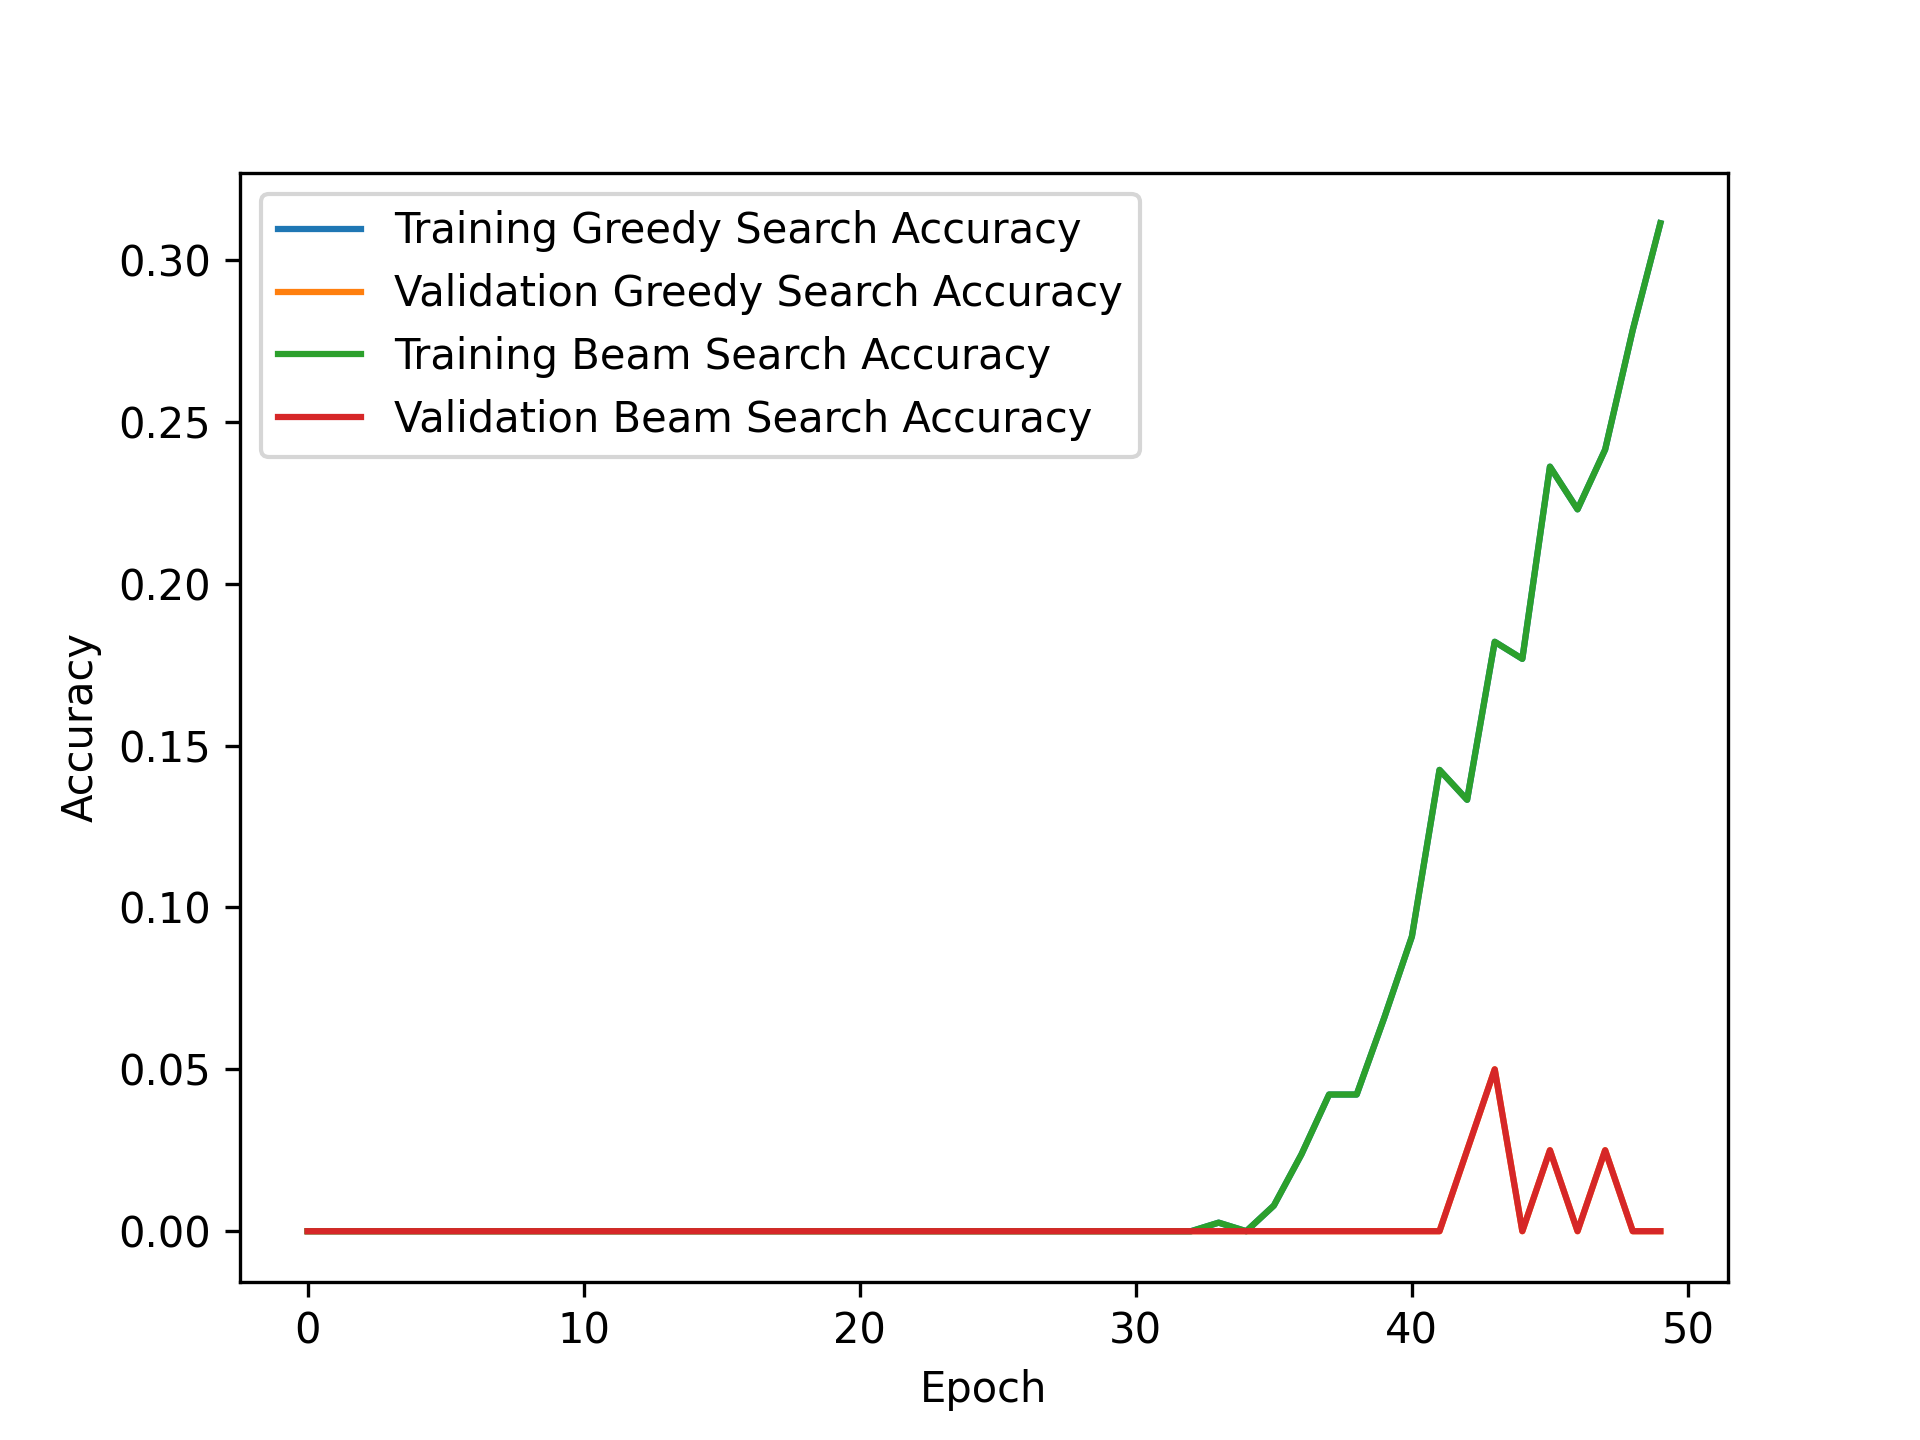 Training Greedy Search Accuracy
Validation Greedy Search Accuracy
Training Beam Search Accuracy
Validation Beam Search Accuracy
0.30
0.25
0.20
0.15
0.10
0.05
0.00
Accuracy
0 10 20 30 40 50
Epoch